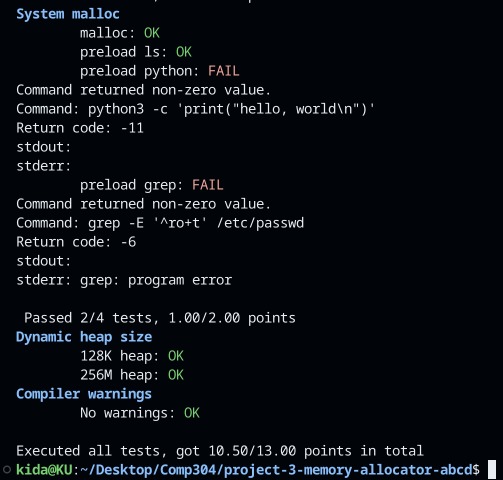 System malloc
malloc: OK
preload ls: OK
preload python: FAIL
Command returned non-zero value.
Command: python3 -c 'print("hello, world\n")'
Return code: -11
stdout:
stderr:
preload grep: FAIL
Command returned non-zero value.
Command: grep -E '^ro+t' /etc/passwd
Return code: -6
stdout:
stderr: grep: program error
Passed 2/4 tests, 1.00/2.00 points
Dynamic heap size
128K heap: OK
256M heap: OK
Compiler warnings
No warnings: OK
Executed all tests, got 10.50/13.00 points in total
kida@KU:~/Desktop/Comp304/project-3-memory-allocator-abcd$